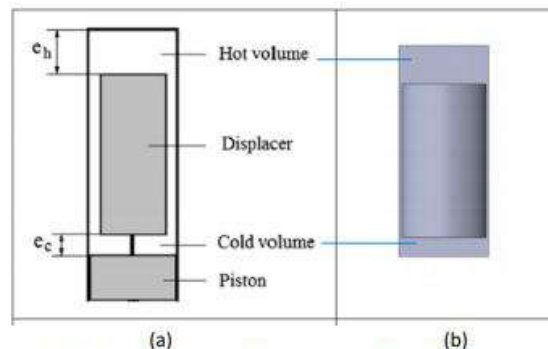 e_h
Hot volume
Displacer
e_c
Cold volume
Piston
(a)
(b)